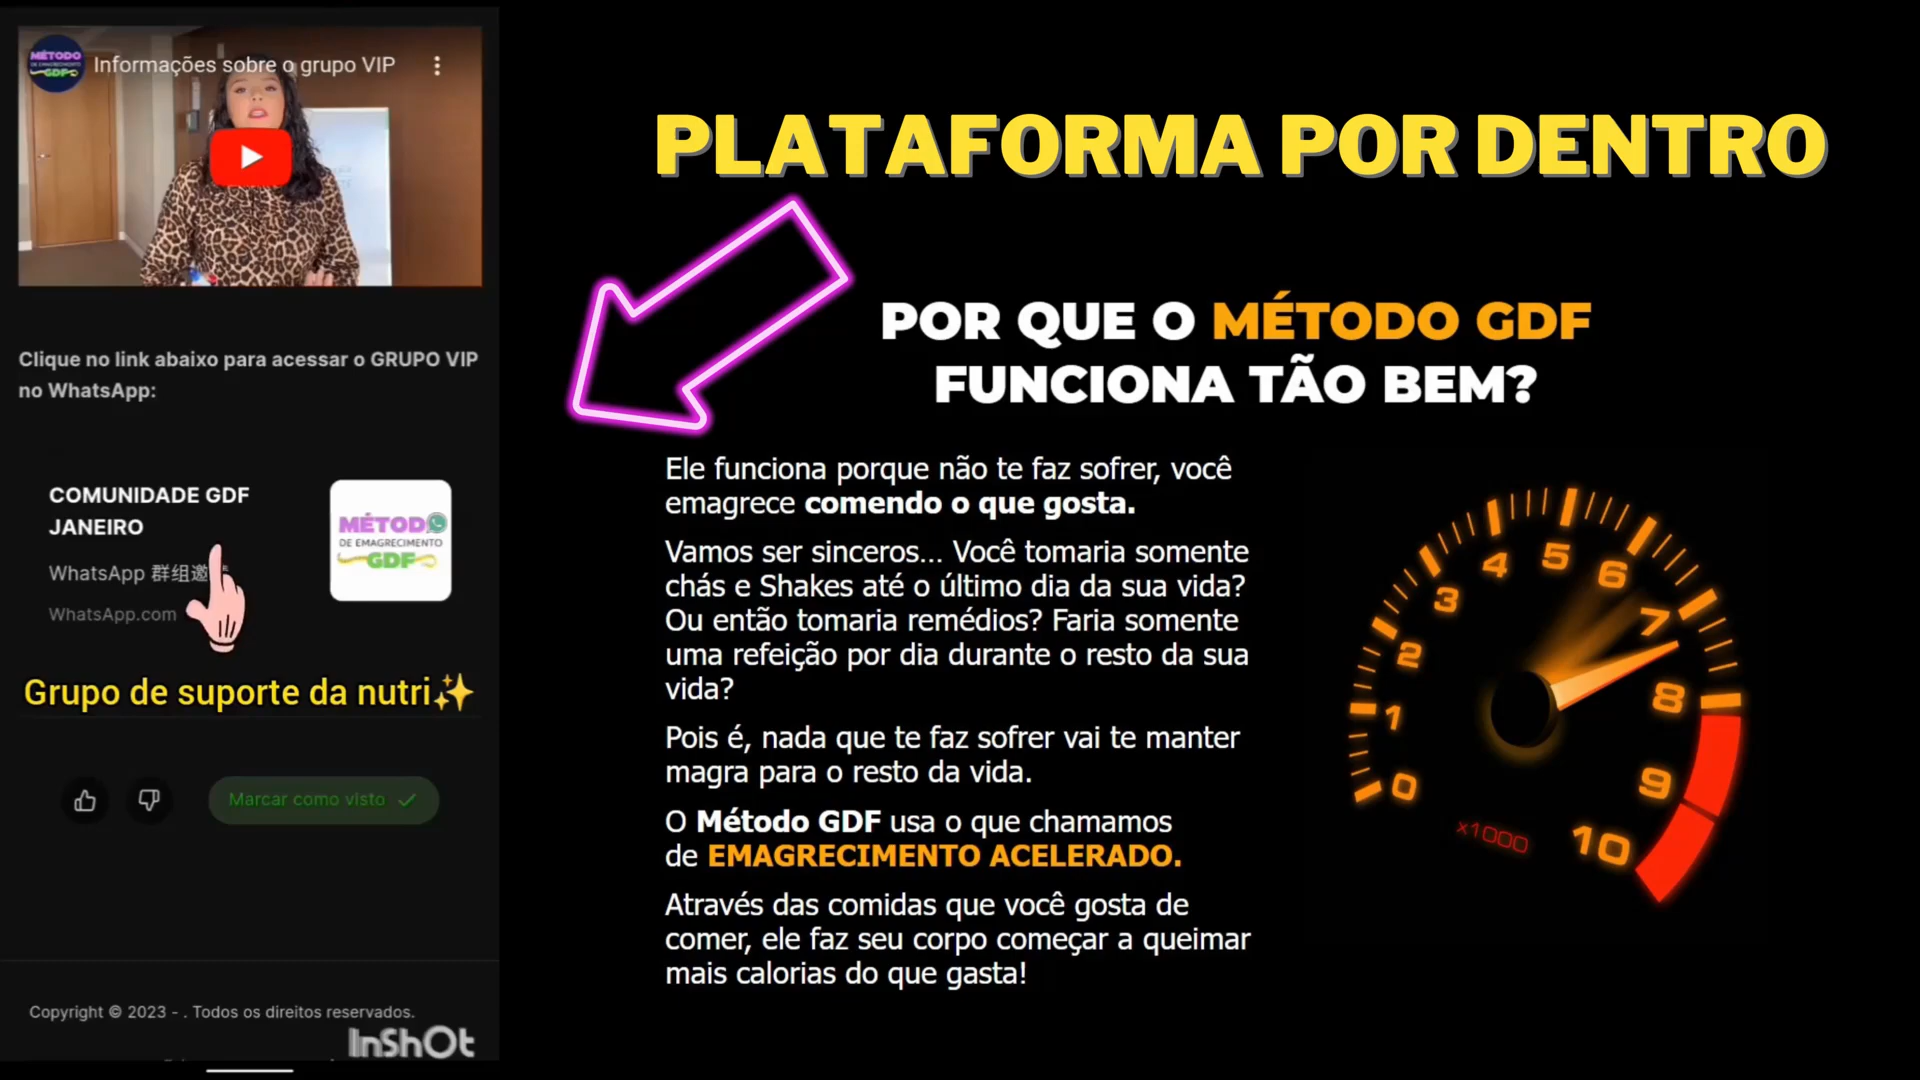 MÉTODO
DE EMAGRECIMENTO
GDF
Informações sobre o grupo VIP
Clique no link abaixo para acessar o GRUPO VIP
no WhatsApp:
COMUNIDADE GDF
JANEIRO
WhatsApp 群组邀
WhatsApp.com
MÉTODO
DE EMAGRECIMENTO
GDF
Grupo de suporte da nutri✨
Marcar como visto ✓
Copyright © 2023 - . Todos os direitos reservados.
InShOt
PLATAFORMA POR DENTRO
POR QUE O MÉTODO GDF
FUNCIONA TÃO BEM?
Ele funciona porque não te faz sofrer, você
emagrece comendo o que gosta.
Vamos ser sinceros... Você tomaria somente
chás e Shakes até o último dia da sua vida?
Ou então tomaria remédios? Faria somente
uma refeição por dia durante o resto da sua
vida?
Pois é, nada que te faz sofrer vai te manter
magra para o resto da vida.
O Método GDF usa o que chamamos
de EMAGRECIMENTO ACELERADO.
Através das comidas que você gosta de
comer, ele faz seu corpo começar a queimar
mais calorias do que gasta!
0
1
2
3
4
5
6
7
8
9
10
x1000